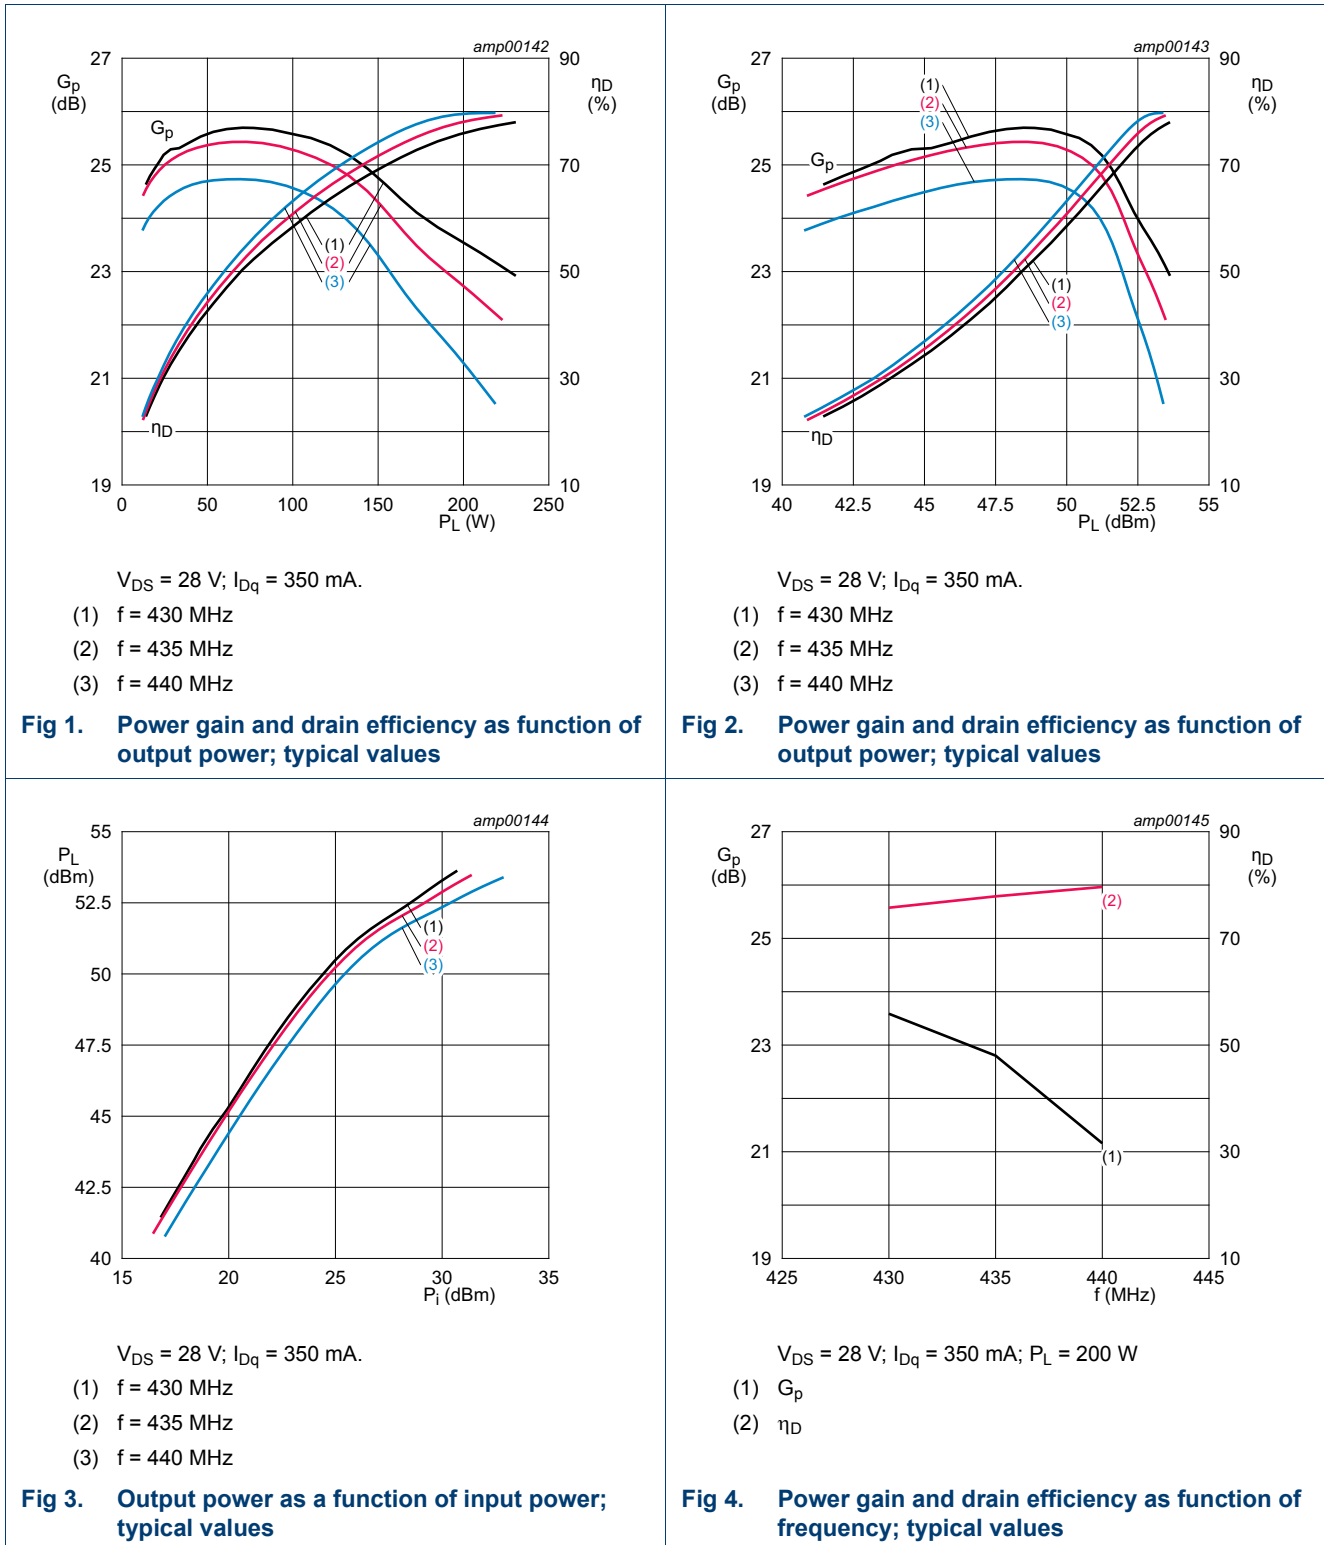 amp00142
27
90
Gp
(dB)
ηD
(%)
Gp
25
70
(1)
(2)
(3)
23
50
21
30
ηD
19
10
0
50
100
150
200
250
PL (W)
VDS = 28 V; IDq = 350 mA.
(1) f = 430 MHz
(2) f = 435 MHz
(3) f = 440 MHz
Fig 1. Power gain and drain efficiency as function of
output power; typical values
amp00143
27
90
Gp
(dB)
ηD
(%)
(1)
(2)
(3)
Gp
25
70
23
50
(1)
(2)
(3)
21
30
ηD
19
10
40
42.5
45
47.5
50
52.5
55
PL (dBm)
VDS = 28 V; IDq = 350 mA.
(1) f = 430 MHz
(2) f = 435 MHz
(3) f = 440 MHz
Fig 2. Power gain and drain efficiency as function of
output power; typical values
amp00144
55
PL
(dBm)
52.5
(1)
(2)
(3)
50
47.5
45
42.5
40
15
20
25
30
35
Pi (dBm)
VDS = 28 V; IDq = 350 mA.
(1) f = 430 MHz
(2) f = 435 MHz
(3) f = 440 MHz
Fig 3. Output power as a function of input power;
typical values
amp00145
27
90
Gp
(dB)
ηD
(%)
(2)
25
70
23
50
21
30
(1)
19
10
425
430
435
440
445
f (MHz)
VDS = 28 V; IDq = 350 mA; PL = 200 W
(1) Gp
(2) ηD
Fig 4. Power gain and drain efficiency as function of
frequency; typical values